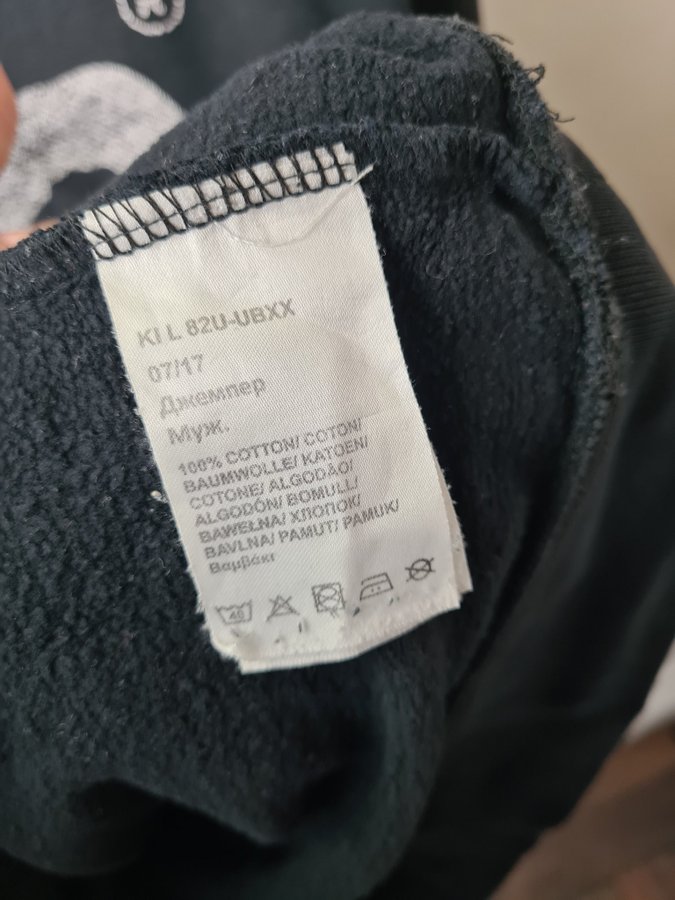 KI L 82U-UBXX
07/17
Джемпер
Муж.
100% COTTON/ COTON/
BAUMWOLLE/ KATOEN/
COTONE/ ALGODÃO/
ALGODÓN/ BOMULL/
BAWEŁNA/ ХЛОПОК/
BAVLNA/ PAMUT/ PAMUK/
Βαμβάκι
40